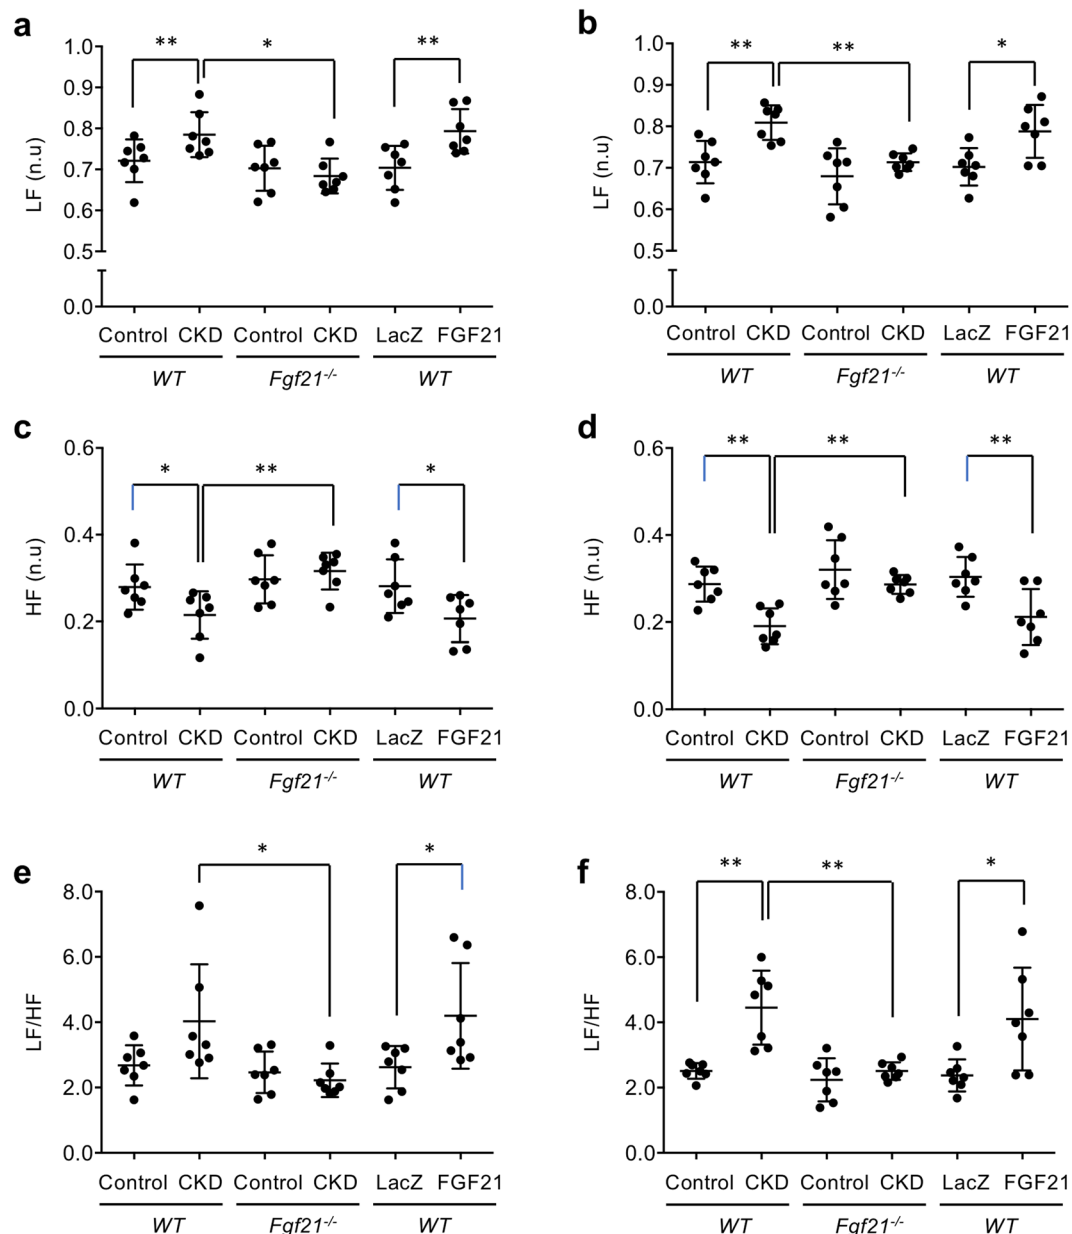 a
** * **
LF (n.u)
1.0
0.9
0.8
0.7
0.6
0.5
0.0
Control CKD Control CKD LacZ FGF21
WT Fgf21-/- WT
b
** ** *
LF (n.u)
1.0
0.9
0.8
0.7
0.6
0.5
0.0
Control CKD Control CKD LacZ FGF21
WT Fgf21-/- WT
c
* ** *
HF (n.u)
0.6
0.4
0.2
0.0
Control CKD Control CKD LacZ FGF21
WT Fgf21-/- WT
d
** ** **
HF (n.u)
0.6
0.4
0.2
0.0
Control CKD Control CKD LacZ FGF21
WT Fgf21-/- WT
e
* *
LF/HF
8.0
6.0
4.0
2.0
0.0
Control CKD Control CKD LacZ FGF21
WT Fgf21-/- WT
f
** ** *
LF/HF
8.0
6.0
4.0
2.0
0.0
Control CKD Control CKD LacZ FGF21
WT Fgf21-/- WT